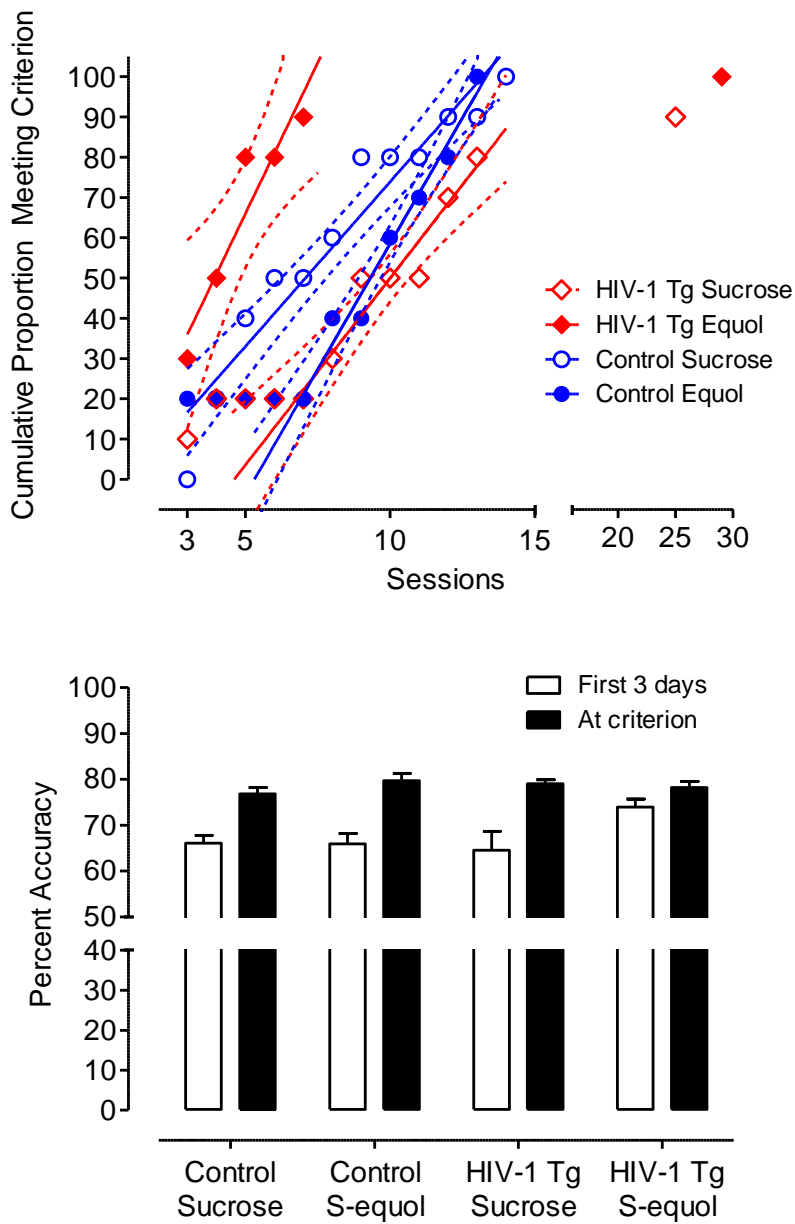 Cumulative Proportion Meeting Criterion
100
90
80
70
60
50
40
30
20
10
0
3
5
10
15
20
25
30
Sessions
HIV-1 Tg Sucrose
HIV-1 Tg Equol
Control Sucrose
Control Equol
Percent Accuracy
100
90
80
70
60
50
40
30
20
10
0
First 3 days
At criterion
Control
Sucrose
Control
S-equol
HIV-1 Tg
Sucrose
HIV-1 Tg
S-equol